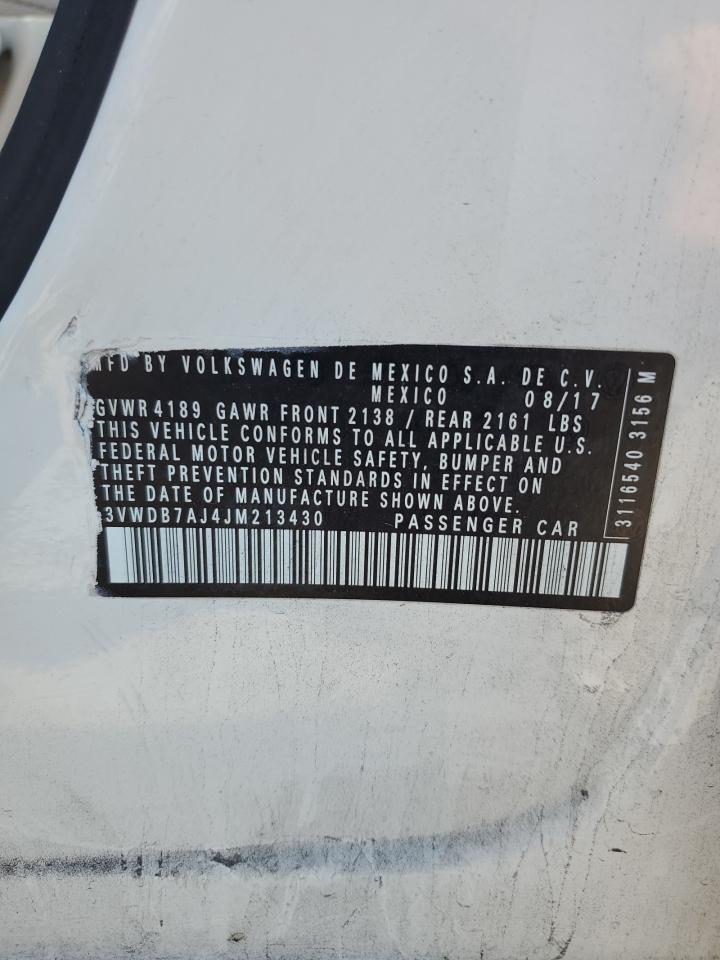 MFD BY VOLKSWAGEN DE MEXICO S.A. DE C.V.
MEXICO 08/17
GVWR 4189 GAWR FRONT 2138 / REAR 2161 LBS
THIS VEHICLE CONFORMS TO ALL APPLICABLE U.S.
FEDERAL MOTOR VEHICLE SAFETY, BUMPER AND
THEFT PREVENTION STANDARDS IN EFFECT ON
THE DATE OF MANUFACTURE SHOWN ABOVE.
3VWDB7AJ4JM213430 PASSENGER CAR
3116540 3156 M